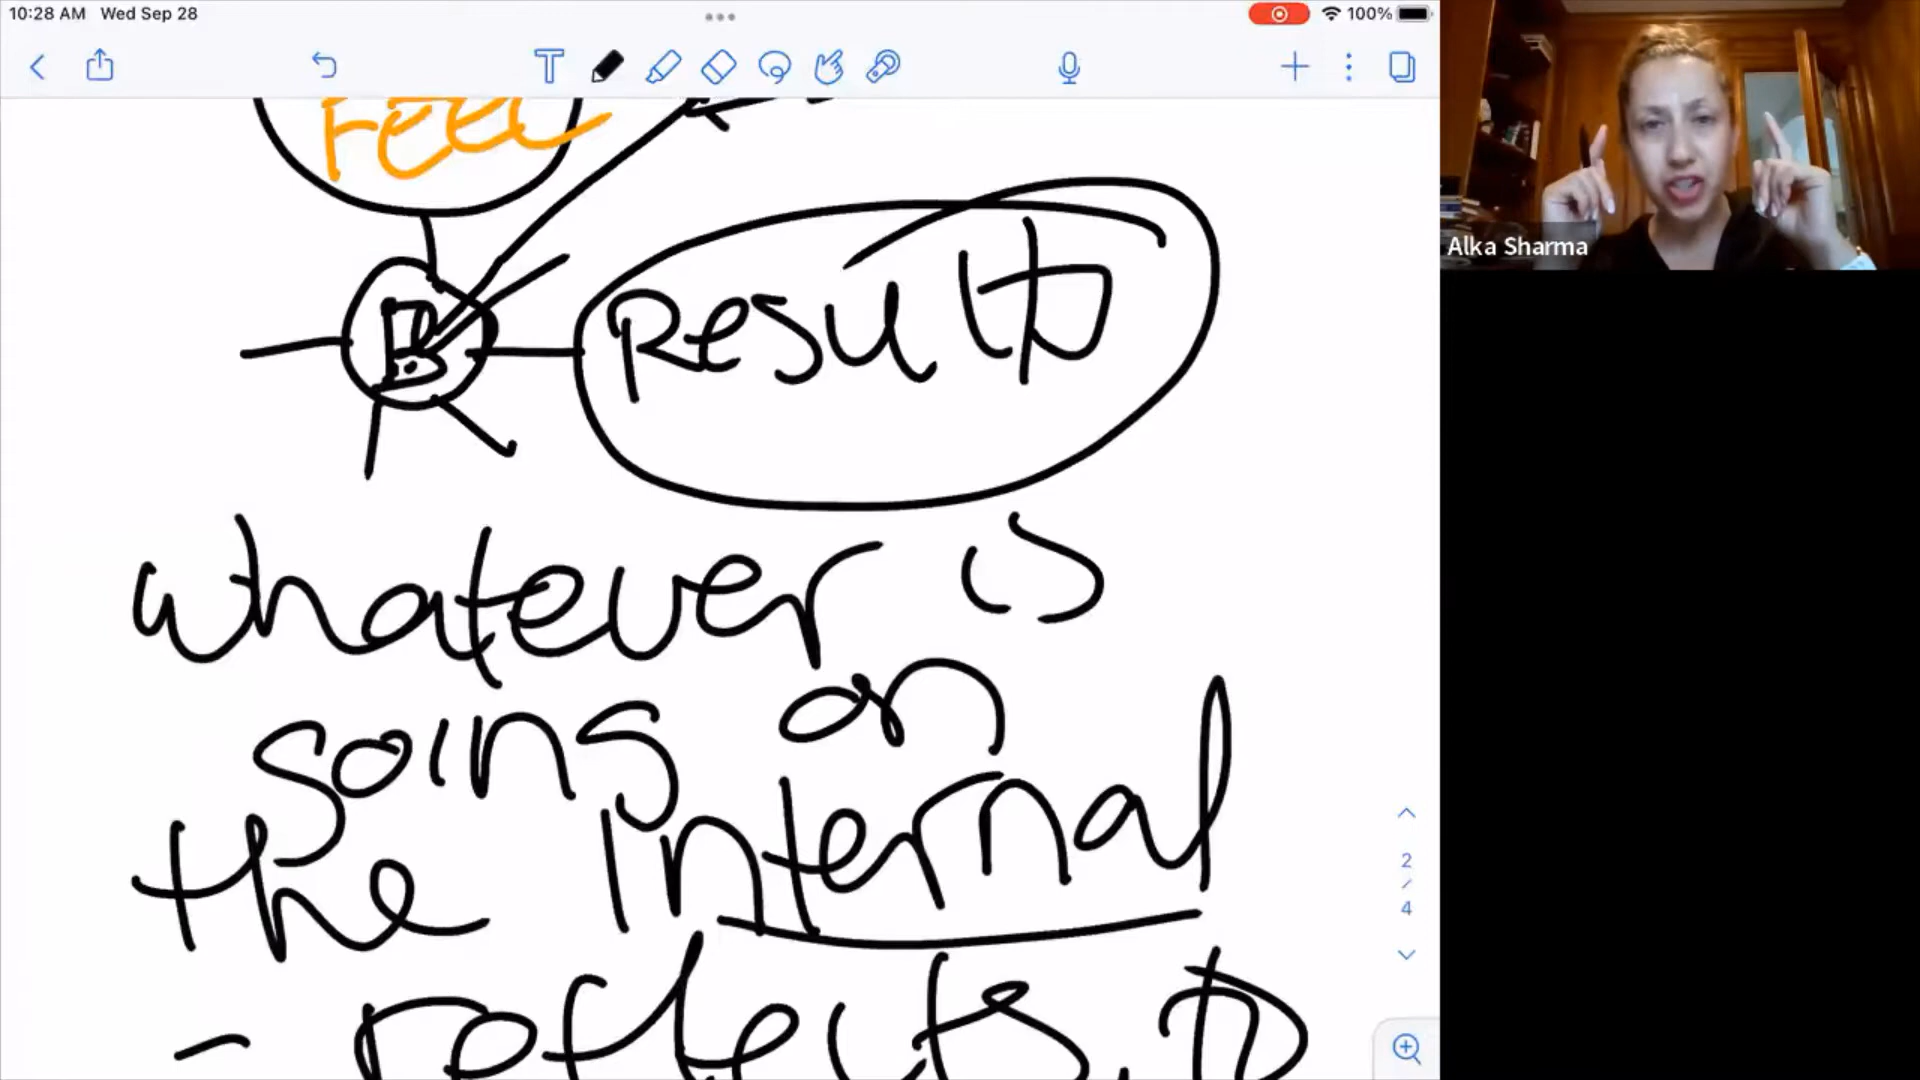 10:28 AM Wed Sep 28
100%
T
FEEL
Alka Sharma
B
Results
whatever is
going on
the internal
2
/
4
- reflects.